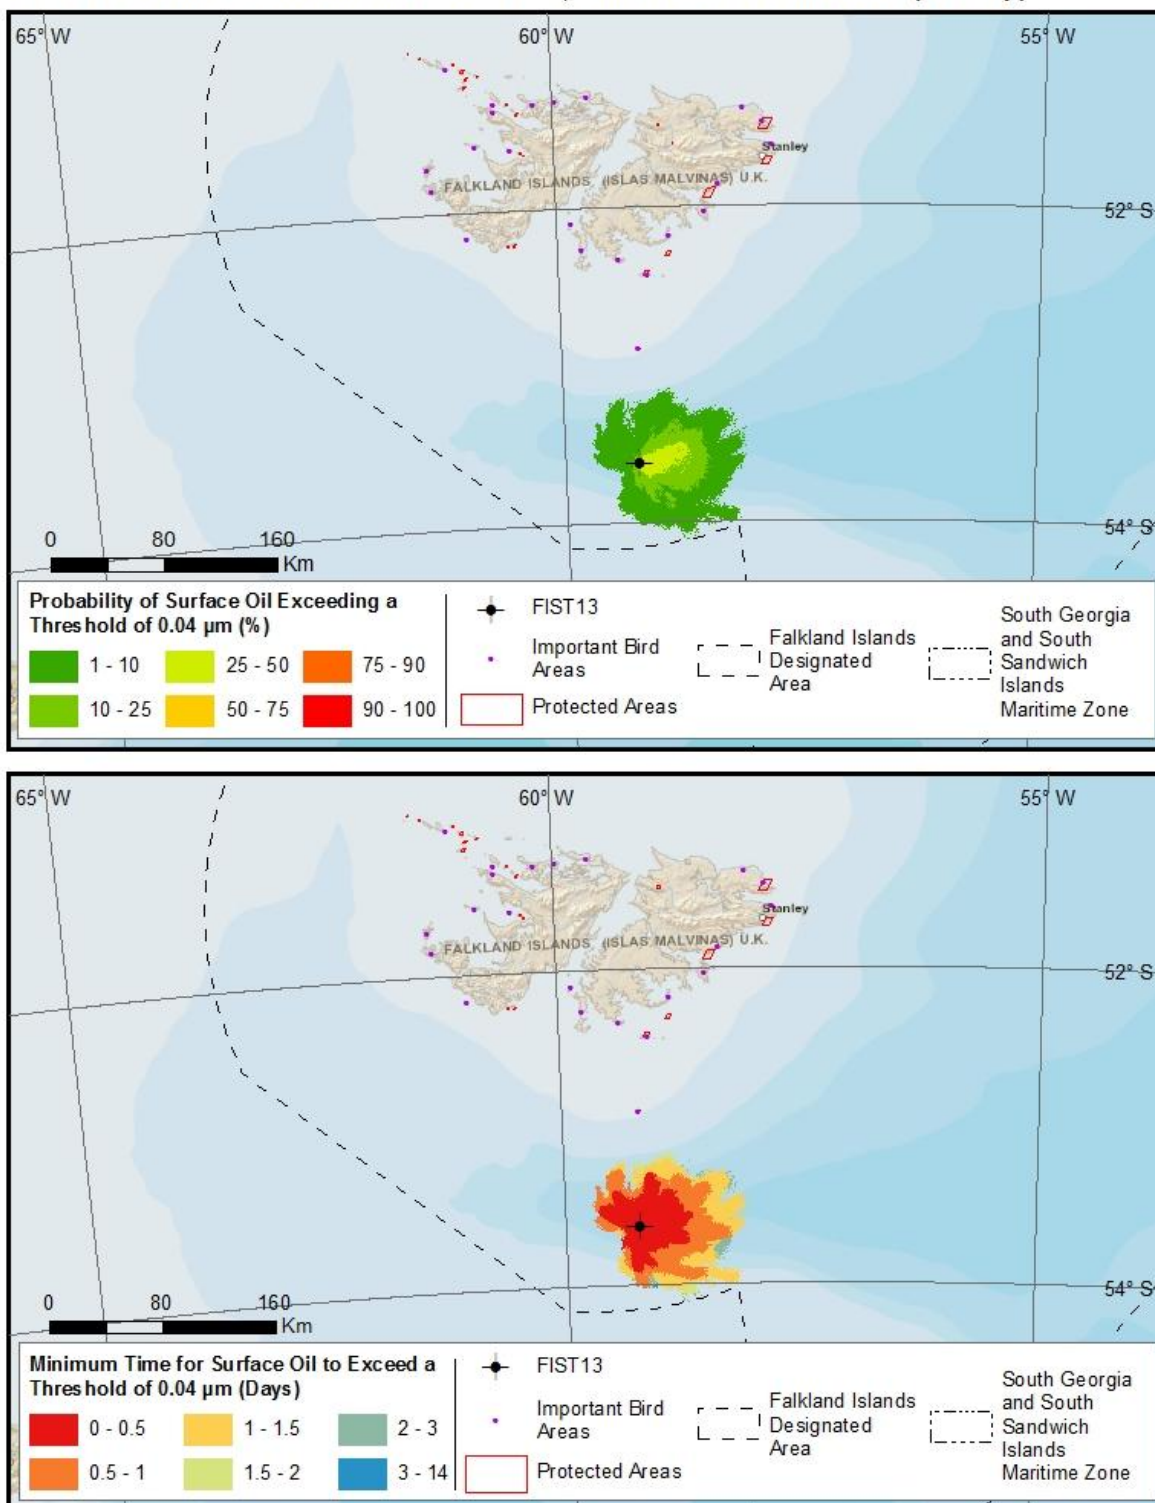 65° W
60° W
55° W
Stanley
FALKLAND ISLANDS (ISLAS MALVINAS) U.K.
52° S
54° S
0 80 160
Km
Probability of Surface Oil Exceeding a
Threshold of 0.04 µm (%)
1 - 10
25 - 50
75 - 90
10 - 25
50 - 75
90 - 100
FIST13
Important Bird
Areas
Protected Areas
Falkland Islands
Designated
Area
South Georgia
and South
Sandwich
Islands
Maritime Zone
65° W
60° W
55° W
Stanley
FALKLAND ISLANDS (ISLAS MALVINAS) U.K.
52° S
54° S
0 80 160
Km
Minimum Time for Surface Oil to Exceed a
Threshold of 0.04 µm (Days)
0 - 0.5
1 - 1.5
2 - 3
0.5 - 1
1.5 - 2
3 - 14
FIST13
Important Bird
Areas
Protected Areas
Falkland Islands
Designated
Area
South Georgia
and South
Sandwich
Islands
Maritime Zone